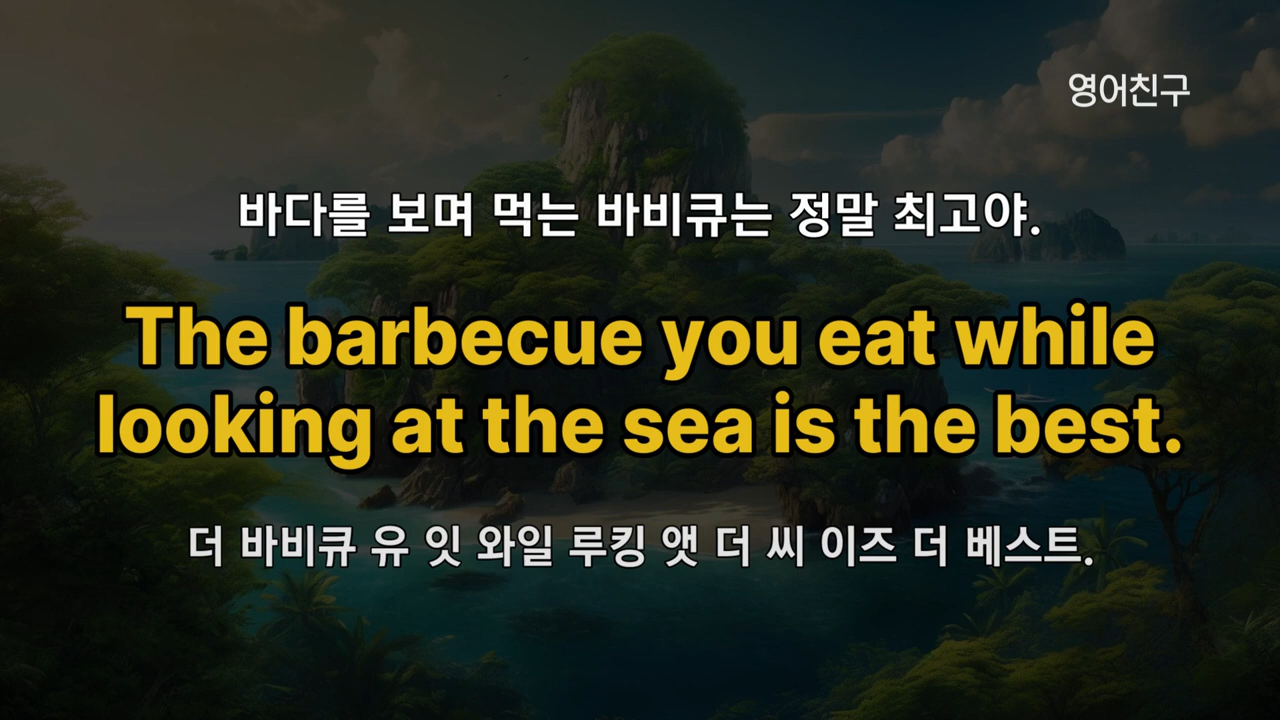 영어친구
바다를 보며 먹는 바비큐는 정말 최고야.
The barbecue you eat while
looking at the sea is the best.
더 바비큐 유 잇 와일 루킹 앳 더 씨 이즈 더 베스트.